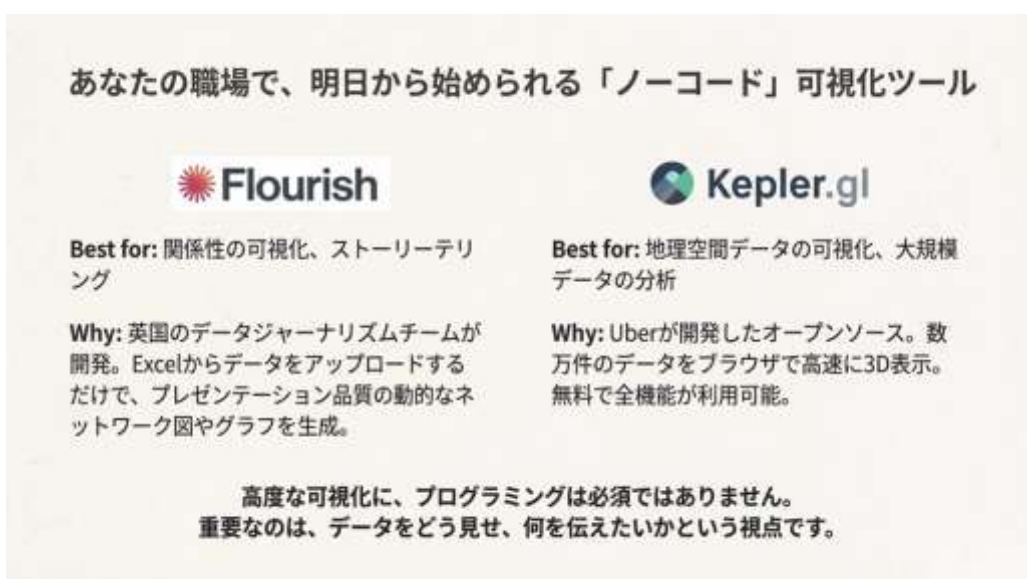 あなたの職場で、明日から始められる「ノーコード」可視化ツール
Flourish
Best for: 関係性の可視化、ストーリーテリ
ング
Why: 英国のデータジャーナリズムチームが
開発。Excelからデータをアップロードする
だけで、プレゼンテーション品質の動的なネ
ットワーク図やグラフを生成。
Kepler.gl
Best for: 地理空間データの可視化、大規模
データの分析
Why: Uberが開発したオープンソース。数
万件のデータをブラウザで高速に3D表示。
無料で全機能が利用可能。
高度な可視化に、プログラミングは必須ではありません。
重要なのは、データをどう見せ、何を伝えたいかという視点です。